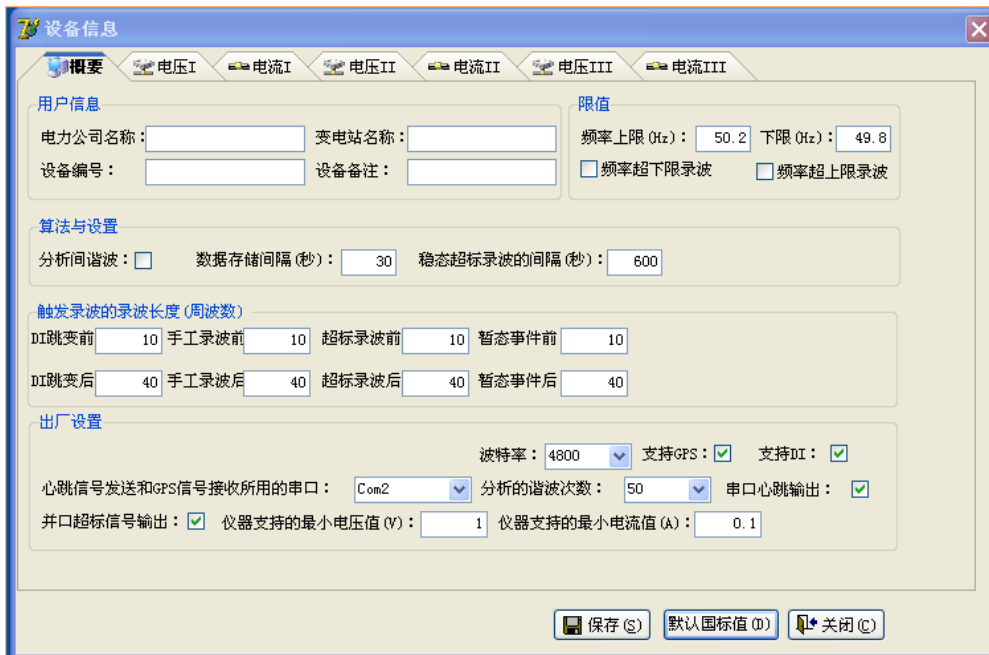 设备信息
概要 电压I 电流I 电压II 电流II 电压III 电流III
用户信息 限值
电力公司名称： 变电站名称： 频率上限(Hz)： 50.2 下限(Hz)： 49.8
设备编号： 设备备注： 频率超下限录波 频率超上限录波
算法与设置
分析间谐波： 数据存储间隔(秒)： 30 稳态超标录波的间隔(秒)： 600
触发录波的录波长度(周波数)
DI跳变前 10 手工录波前 10 超标录波前 10 暂态事件前 10
DI跳变后 40 手工录波后 40 超标录波后 40 暂态事件后 40
出厂设置
波特率： 4800 支持GPS： 支持DI：
心跳信号发送和GPS信号接收所用的串口： Com2 分析的谐波次数： 50 串口心跳输出：
并口超标信号输出： 仪器支持的最小电压值(V)： 1 仪器支持的最小电流值(A)： 0.1
保存(S) 默认国标值(D) 关闭(C)